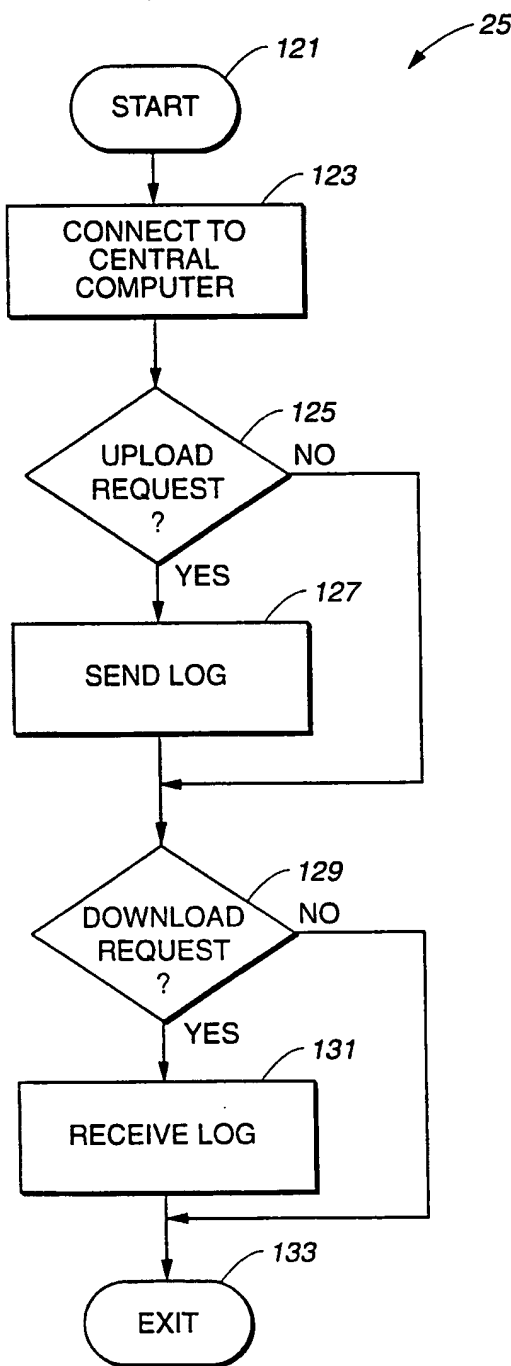 25
121
START
123
CONNECT TO
CENTRAL
COMPUTER
125
UPLOAD
REQUEST
?
NO
YES
127
SEND LOG
129
DOWNLOAD
REQUEST
?
NO
YES
131
RECEIVE LOG
133
EXIT